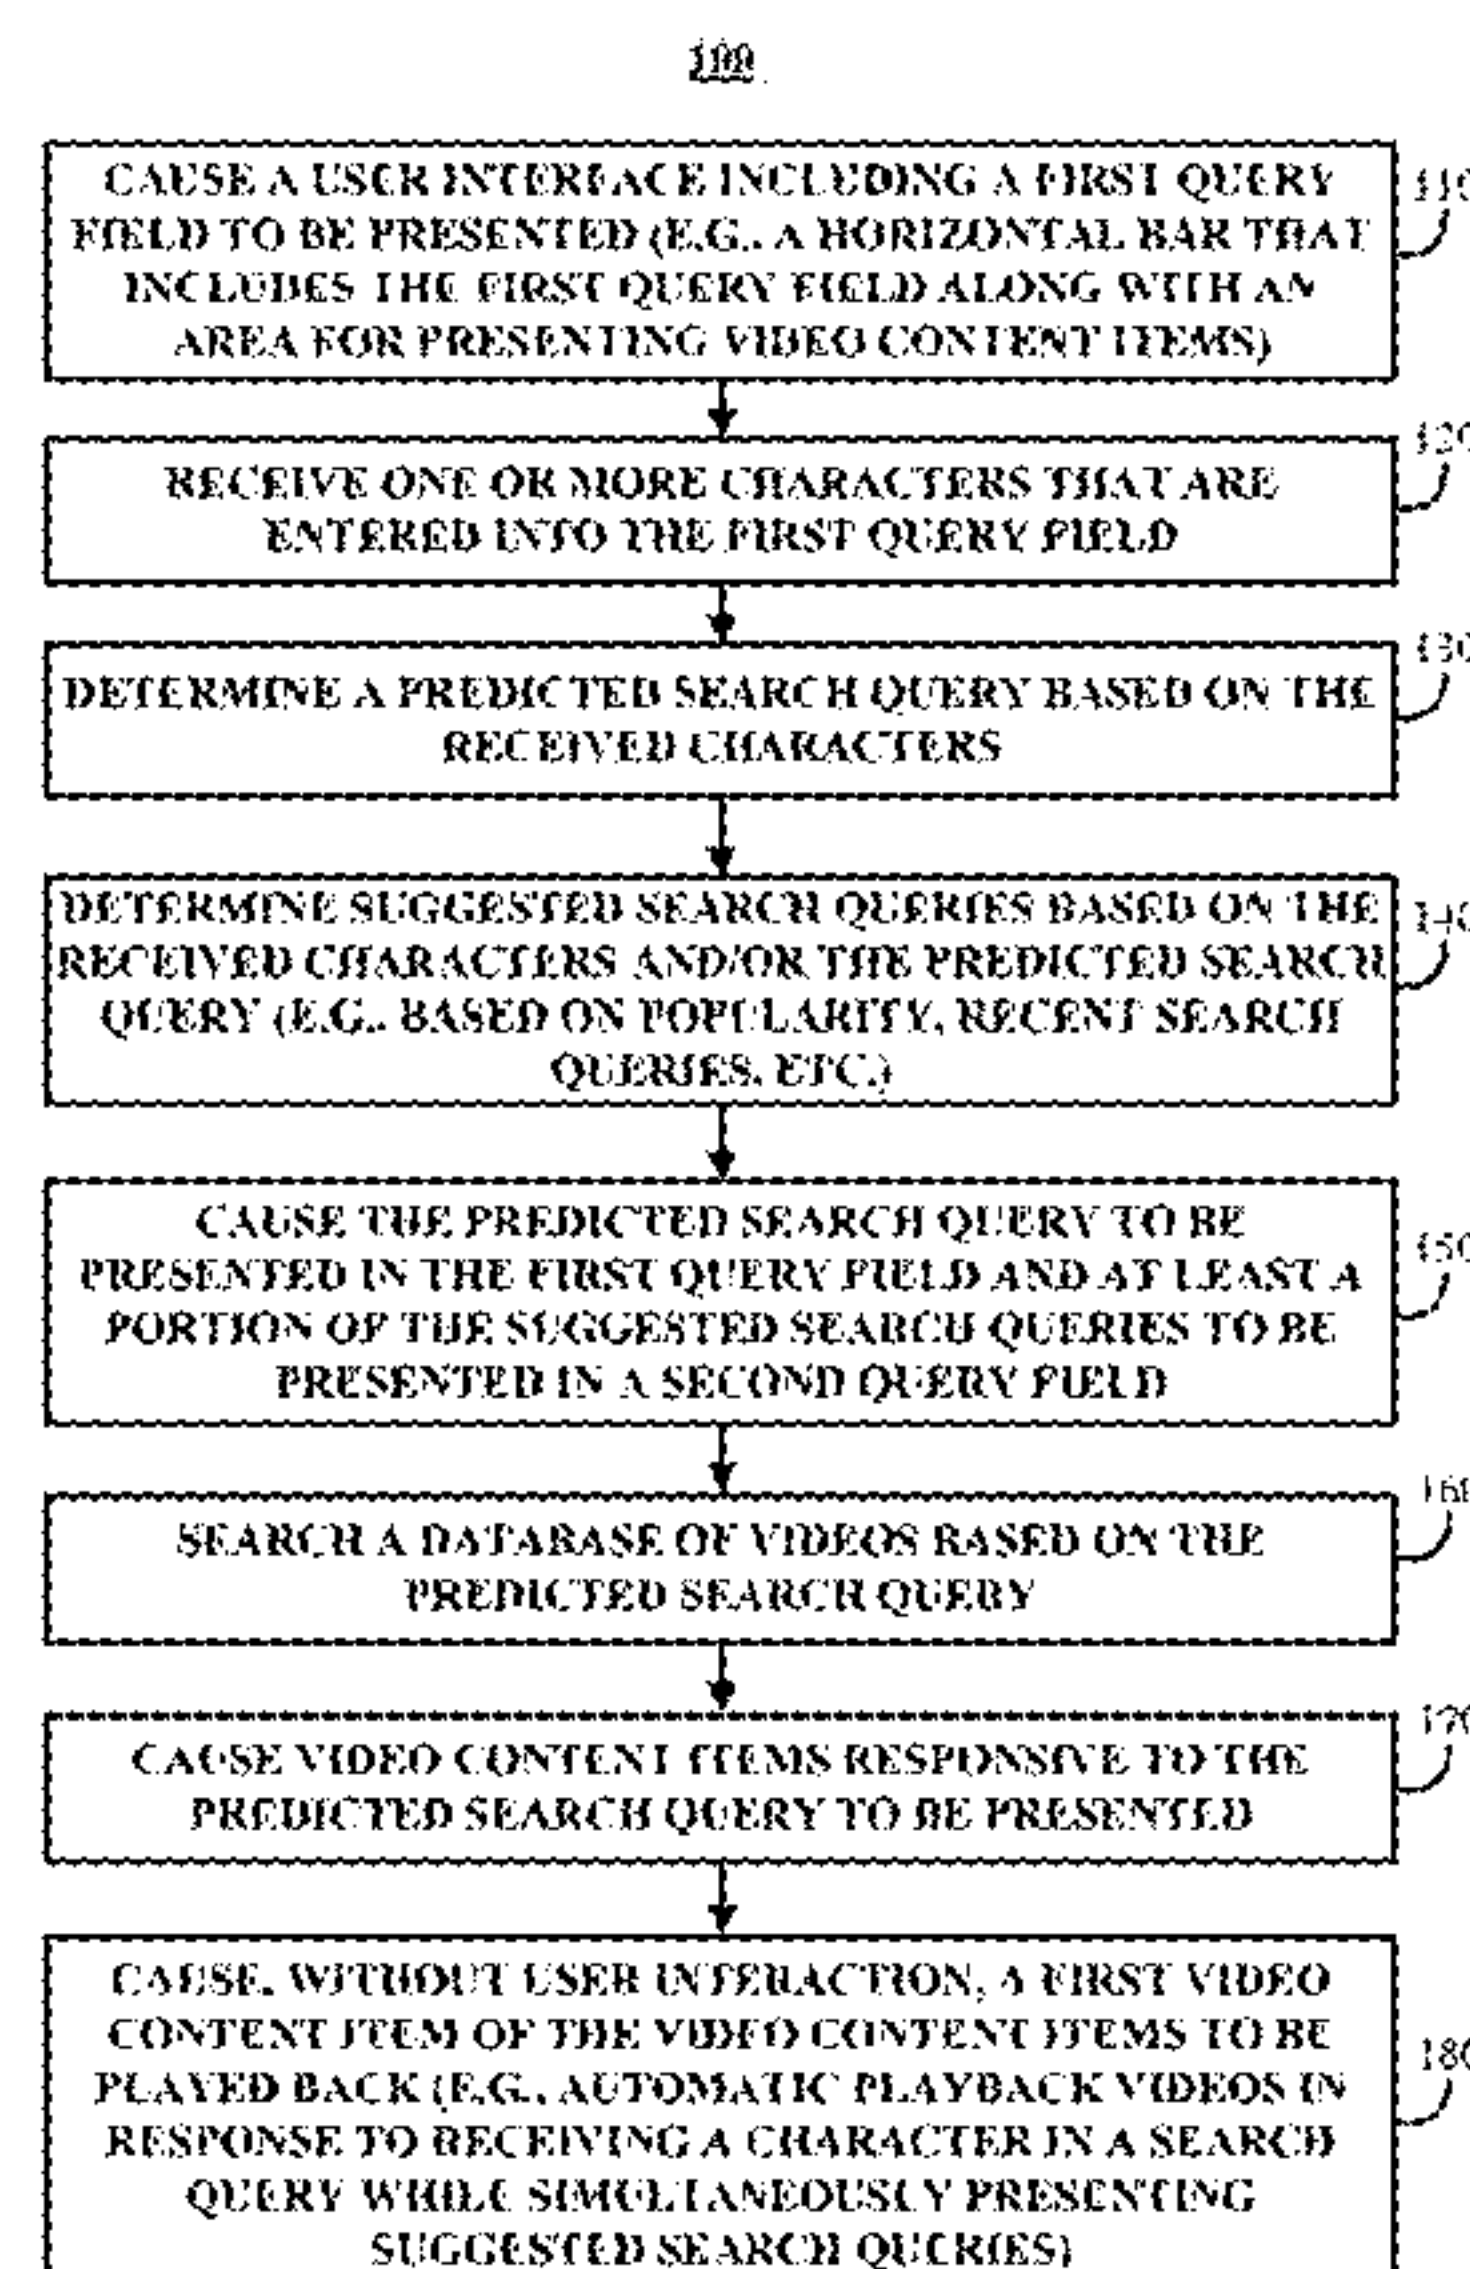 100
CAUSE A USER INTERFACE INCLUDING A FIRST QUERY
FIELD TO BE PRESENTED (E.G., A HORIZONTAL BAR THAT
INCLUDES THE FIRST QUERY FIELD ALONG WITH AN
AREA FOR PRESENTING VIDEO CONTENT ITEMS)
110
RECEIVE ONE OR MORE CHARACTERS THAT ARE
ENTERED INTO THE FIRST QUERY FIELD
120
DETERMINE A PREDICTED SEARCH QUERY BASED ON THE
RECEIVED CHARACTERS
130
DETERMINE SUGGESTED SEARCH QUERIES BASED ON THE
RECEIVED CHARACTERS AND/OR THE PREDICTED SEARCH
QUERY (E.G., BASED ON POPULARITY, RECENT SEARCH
QUERIES, ETC.)
140
CAUSE THE PREDICTED SEARCH QUERY TO BE
PRESENTED IN THE FIRST QUERY FIELD AND AT LEAST A
PORTION OF THE SUGGESTED SEARCH QUERIES TO BE
PRESENTED IN A SECOND QUERY FIELD
150
SEARCH A DATABASE OF VIDEOS BASED ON THE
PREDICTED SEARCH QUERY
160
CAUSE VIDEO CONTENT ITEMS RESPONSIVE TO THE
PREDICTED SEARCH QUERY TO BE PRESENTED
170
CAUSE, WITHOUT USER INTERACTION, A FIRST VIDEO
CONTENT ITEM OF THE VIDEO CONTENT ITEMS TO BE
PLAYED BACK (E.G., AUTOMATIC PLAYBACK VIDEOS IN
RESPONSE TO RECEIVING A CHARACTER IN A SEARCH
QUERY WHILE SIMULTANEOUSLY PRESENTING
SUGGESTED SEARCH QUERIES)
180